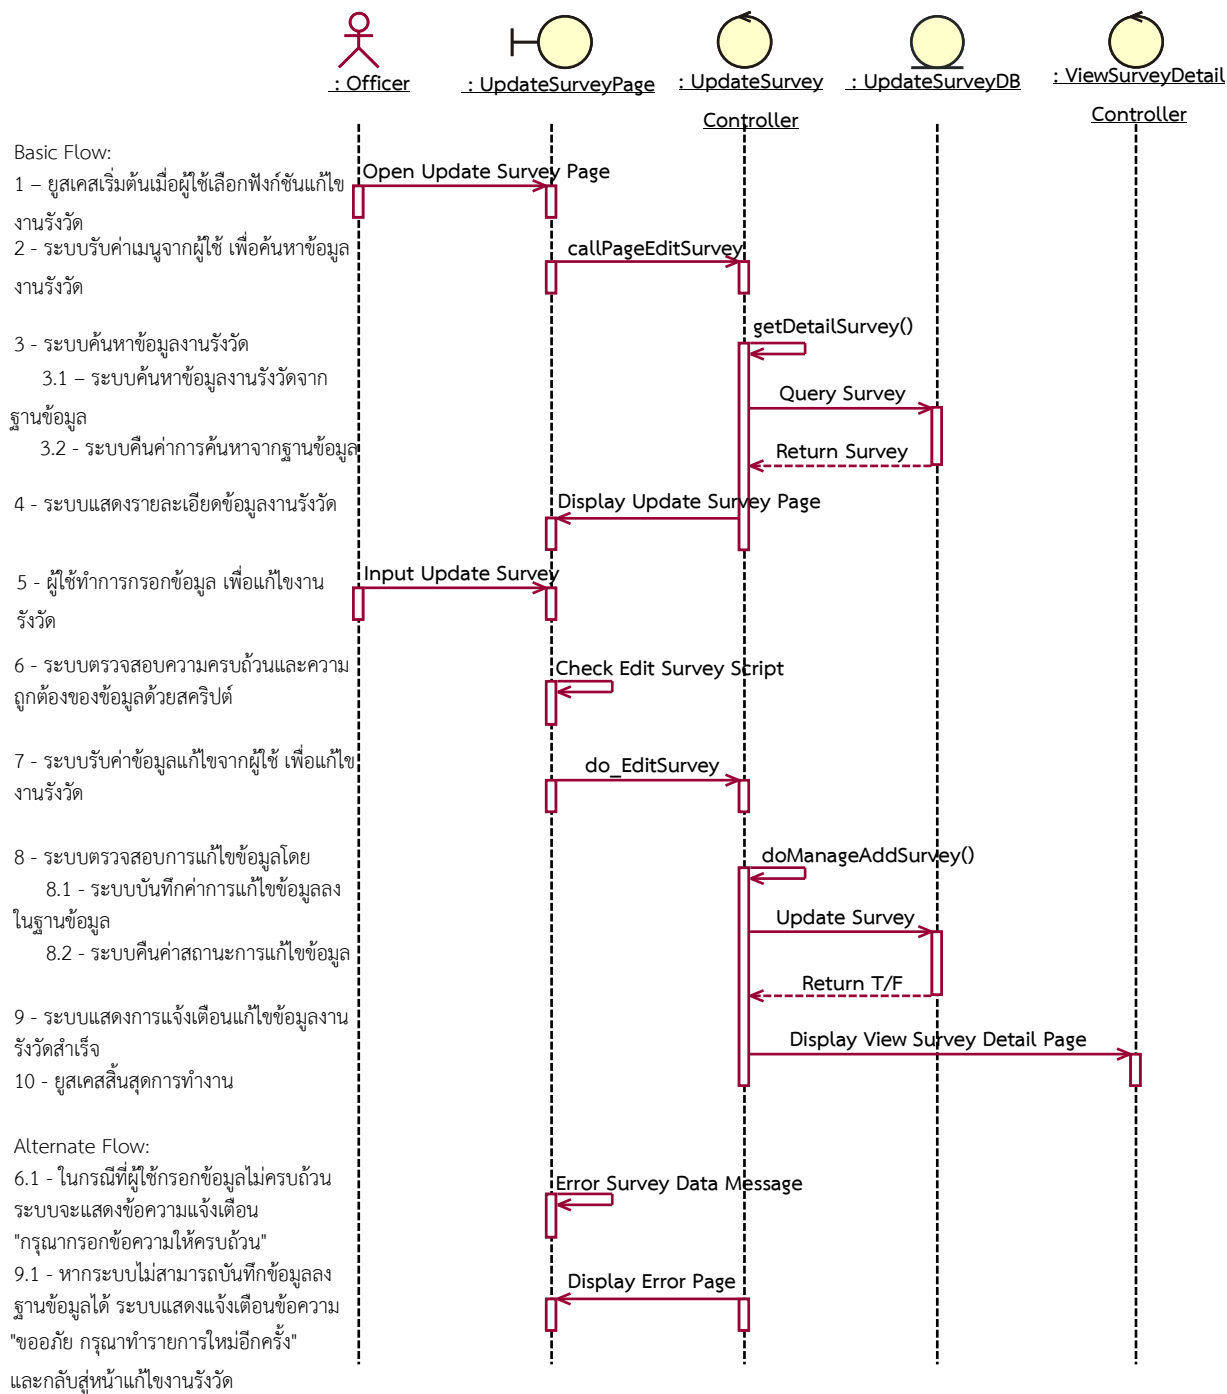 : Officer
: UpdateSurveyPage
: UpdateSurvey
Controller
: UpdateSurveyDB
: ViewSurveyDetail
Controller
Basic Flow:
1 – ยูสเคสเริ่มต้นเมื่อผู้ใช้เลือกฟังก์ชันแก้ไข
งานรังวัด
Open Update Survey Page
2 - ระบบรับค่าเมนูจากผู้ใช้ เพื่อค้นหาข้อมูล
งานรังวัด
callPageEditSurvey
3 - ระบบค้นหาข้อมูลงานรังวัด
getDetailSurvey()
3.1 – ระบบค้นหาข้อมูลงานรังวัดจาก
ฐานข้อมูล
Query Survey
3.2 - ระบบคืนค่าการค้นหาจากฐานข้อมูล
Return Survey
4 - ระบบแสดงรายละเอียดข้อมูลงานรังวัด
Display Update Survey Page
5 - ผู้ใช้ทำการกรอกข้อมูล เพื่อแก้ไขงาน
รังวัด
Input Update Survey
6 - ระบบตรวจสอบความครบถ้วนและความ
ถูกต้องของข้อมูลด้วยสคริปต์
Check Edit Survey Script
7 - ระบบรับค่าข้อมูลแก้ไขจากผู้ใช้ เพื่อแก้ไข
งานรังวัด
do_EditSurvey
8 - ระบบตรวจสอบการแก้ไขข้อมูลโดย
doManageAddSurvey()
8.1 - ระบบบันทึกค่าการแก้ไขข้อมูลลง
ในฐานข้อมูล
Update Survey
8.2 - ระบบคืนค่าสถานะการแก้ไขข้อมูล
Return T/F
9 - ระบบแสดงการแจ้งเตือนแก้ไขข้อมูลงาน
รังวัดสำเร็จ
Display View Survey Detail Page
10 - ยูสเคสสิ้นสุดการทำงาน
Alternate Flow:
6.1 - ในกรณีที่ผู้ใช้กรอกข้อมูลไม่ครบถ้วน
ระบบจะแสดงข้อความแจ้งเตือน
"กรุณากรอกข้อความให้ครบถ้วน"
Error Survey Data Message
9.1 - หากระบบไม่สามารถบันทึกข้อมูลลง
ฐานข้อมูลได้ ระบบแสดงแจ้งเตือนข้อความ
"ขออภัย กรุณาทำรายการใหม่อีกครั้ง"
และกลับสู่หน้าแก้ไขงานรังวัด
Display Error Page